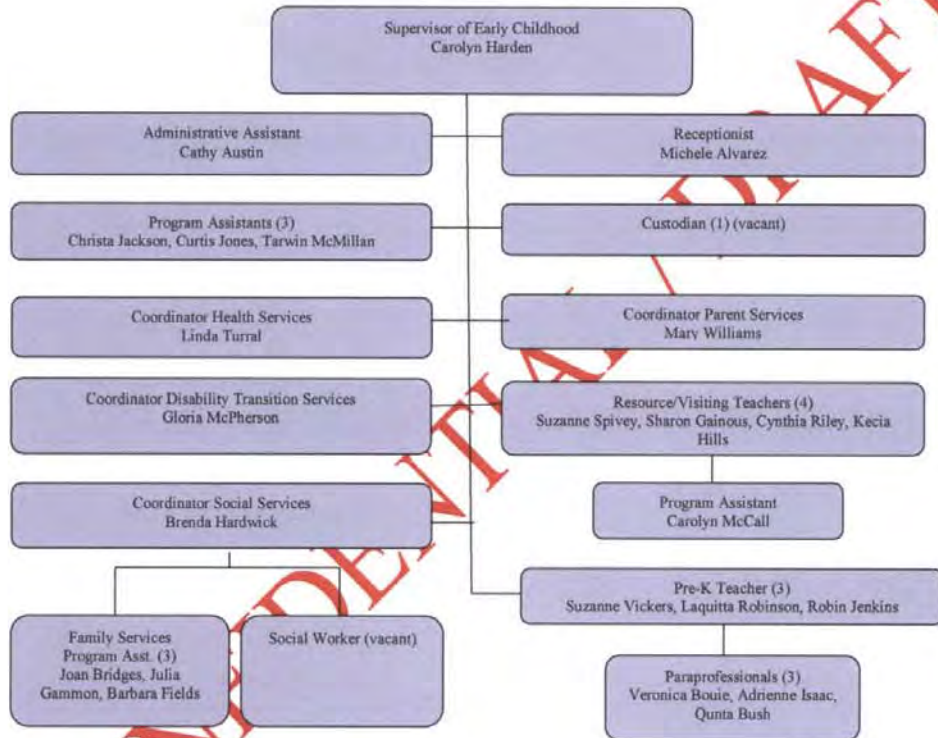 Supervisor of Early Childhood
Carolyn Harden
Administrative Assistant
Cathy Austin
Receptionist
Michele Alvarez
Program Assistants (3)
Christa Jackson, Curtis Jones, Tarwin McMillan
Custodian (1) (vacant)
Coordinator Health Services
Linda Turral
Coordinator Parent Services
Mary Williams
Coordinator Disability Transition Services
Gloria McPherson
Resource/Visiting Teachers (4)
Suzanne Spivey, Sharon Gainous, Cynthia Riley, Kecia
Hills
Program Assistant
Carolyn McCall
Coordinator Social Services
Brenda Hardwick
Pre-K Teacher (3)
Suzanne Vickers, Laquitta Robinson, Robin Jenkins
Family Services
Program Asst. (3)
Joan Bridges, Julia
Gammon, Barbara Fields
Social Worker (vacant)
Paraprofessionals (3)
Veronica Bouie, Adrienne Isaac,
Qunta Bush